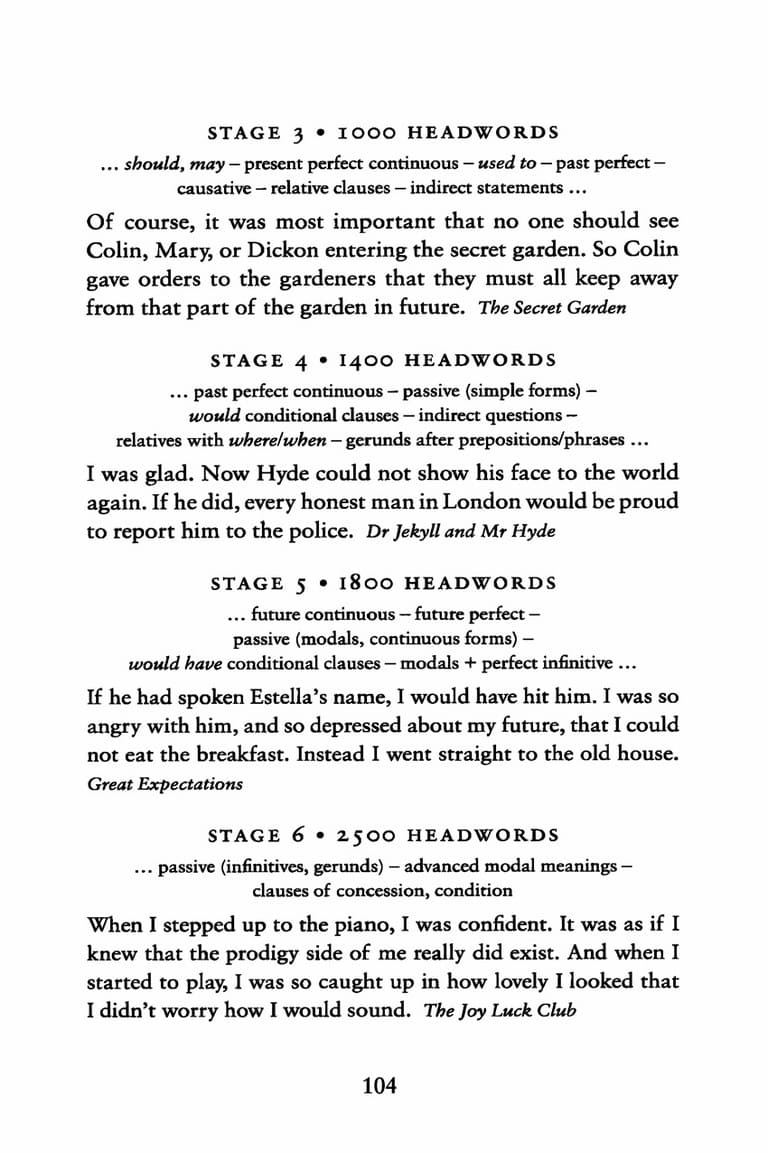 STAGE 3 • 1000 HEADWORDS
... should, may – present perfect continuous – used to – past perfect –
causative – relative clauses – indirect statements ...
Of course, it was most important that no one should see
Colin, Mary, or Dickon entering the secret garden. So Colin
gave orders to the gardeners that they must all keep away
from that part of the garden in future. The Secret Garden
STAGE 4 • 1400 HEADWORDS
... past perfect continuous – passive (simple forms) –
would conditional clauses – indirect questions –
relatives with where/when – gerunds after prepositions/phrases ...
I was glad. Now Hyde could not show his face to the world
again. If he did, every honest man in London would be proud
to report him to the police. Dr Jekyll and Mr Hyde
STAGE 5 • 1800 HEADWORDS
... future continuous – future perfect –
passive (modals, continuous forms) –
would have conditional clauses – modals + perfect infinitive ...
If he had spoken Estella's name, I would have hit him. I was so
angry with him, and so depressed about my future, that I could
not eat the breakfast. Instead I went straight to the old house.
Great Expectations
STAGE 6 • 2500 HEADWORDS
... passive (infinitives, gerunds) – advanced modal meanings –
clauses of concession, condition
When I stepped up to the piano, I was confident. It was as if I
knew that the prodigy side of me really did exist. And when I
started to play, I was so caught up in how lovely I looked that
I didn't worry how I would sound. The Joy Luck Club
104